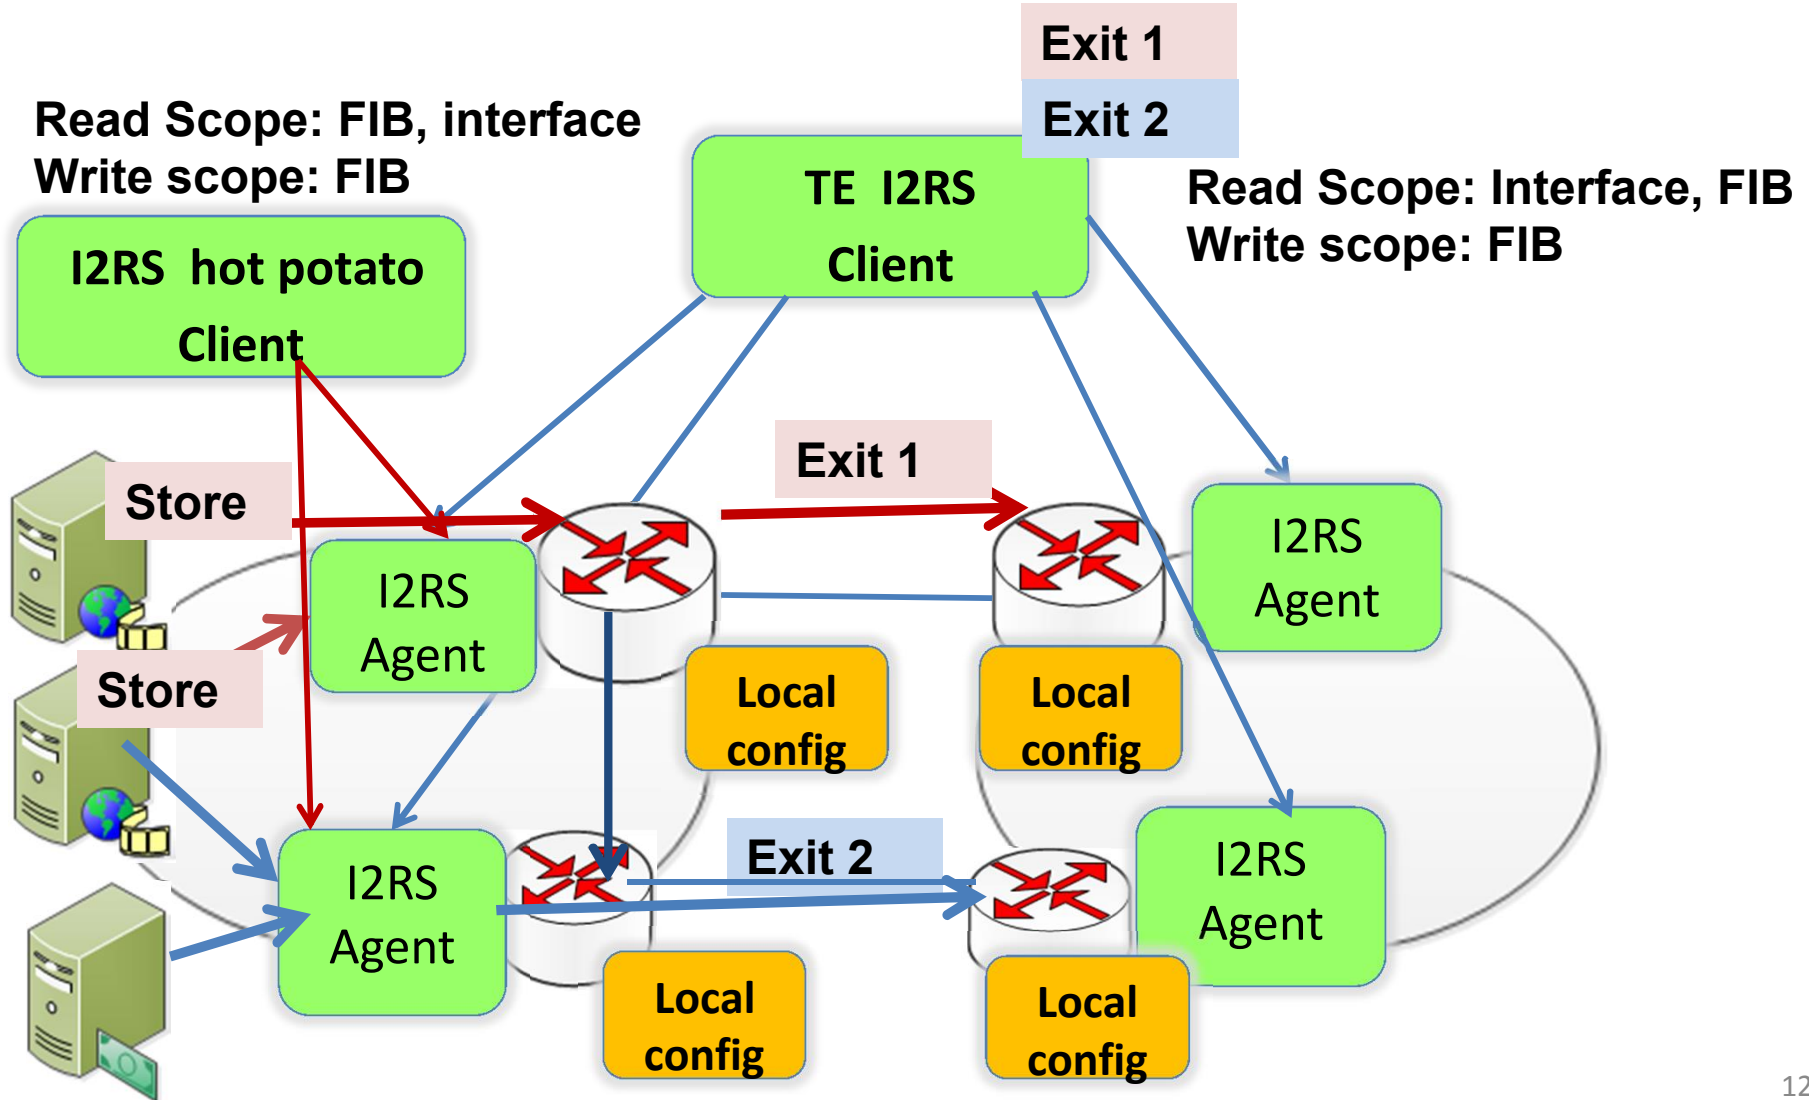 Exit 1
Exit 2
Read Scope: FIB, interface
Write scope: FIB
TE  I2RS
Client
Read Scope: Interface, FIB
Write scope: FIB
I2RS  hot potato
Client
Exit 1
Store
I2RS
Agent
I2RS
Agent
Store
Local
config
Local
config
Exit 2
I2RS
Agent
I2RS
Agent
Local
config
Local
config
12